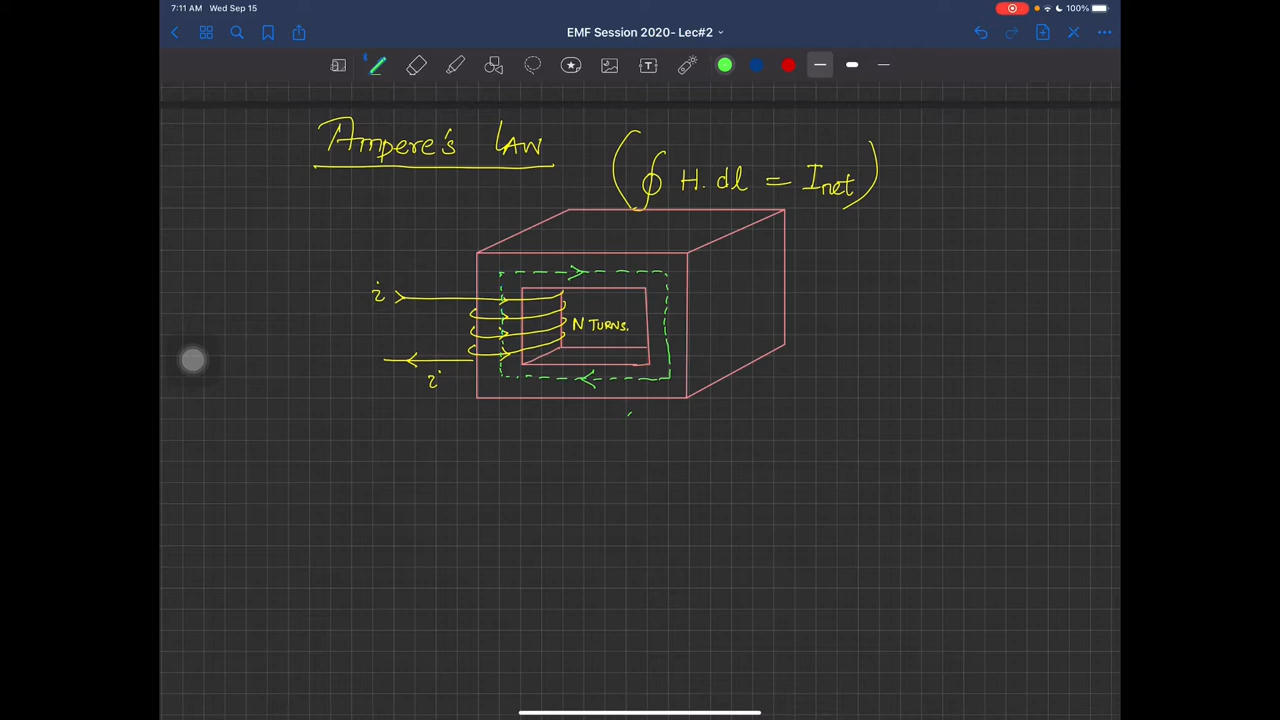 7:11 AM Wed Sep 15
100%
EMF Session 2020- Lec#2
Ampere's LAW
(∮ H. dl = Inet)
i
N TURNS.
i